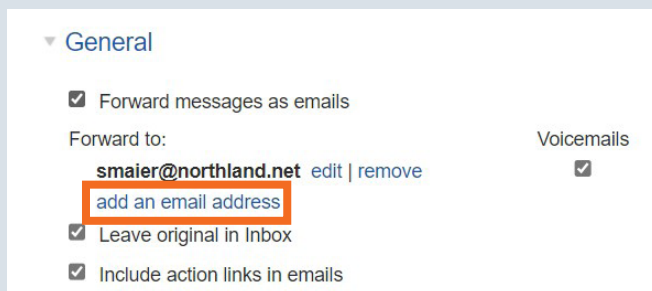 General
Forward messages as emails
Forward to: Voicemails
smaier@northland.net edit | remove
add an email address
Leave original in Inbox
Include action links in emails